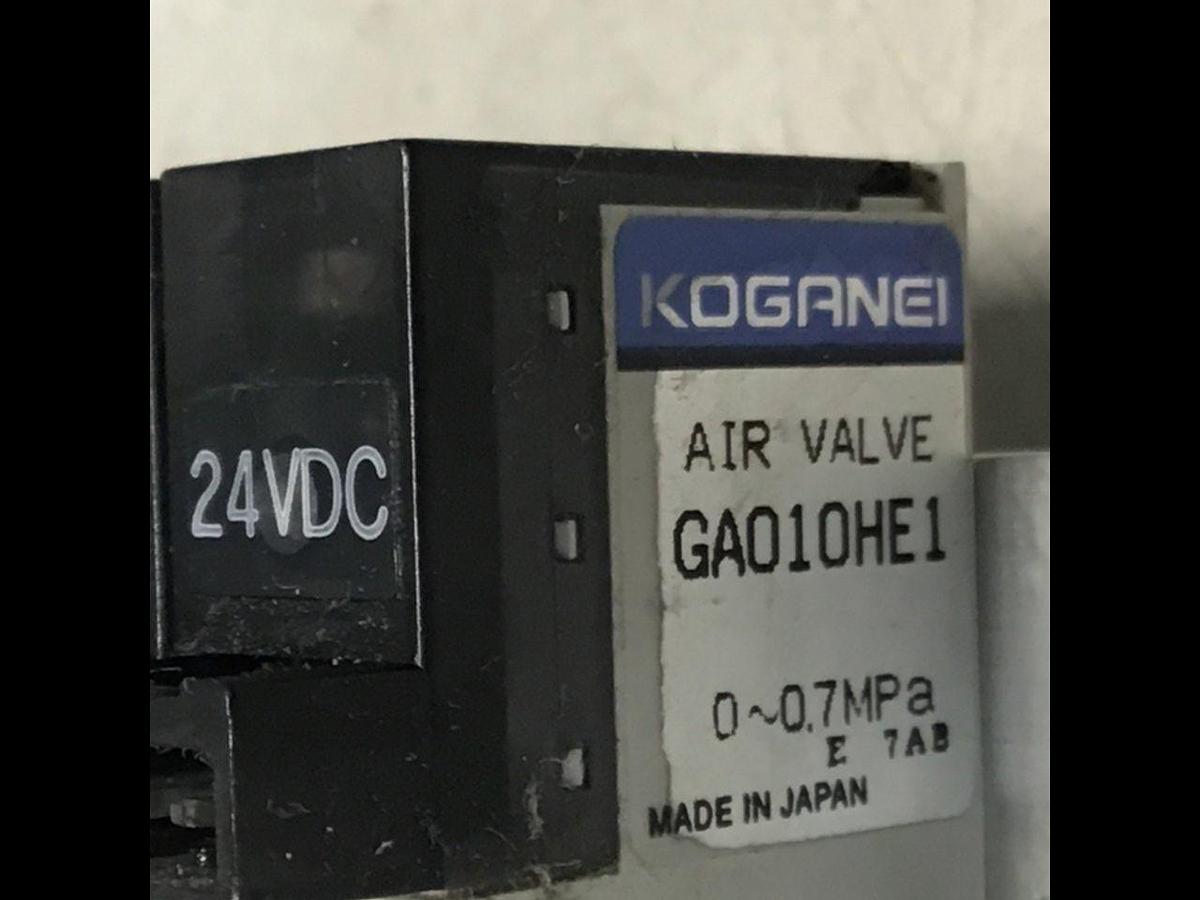 24VDC
KOGANEI
AIR VALVE
GA010HE1
0~0.7MPa
E 7AB
MADE IN JAPAN